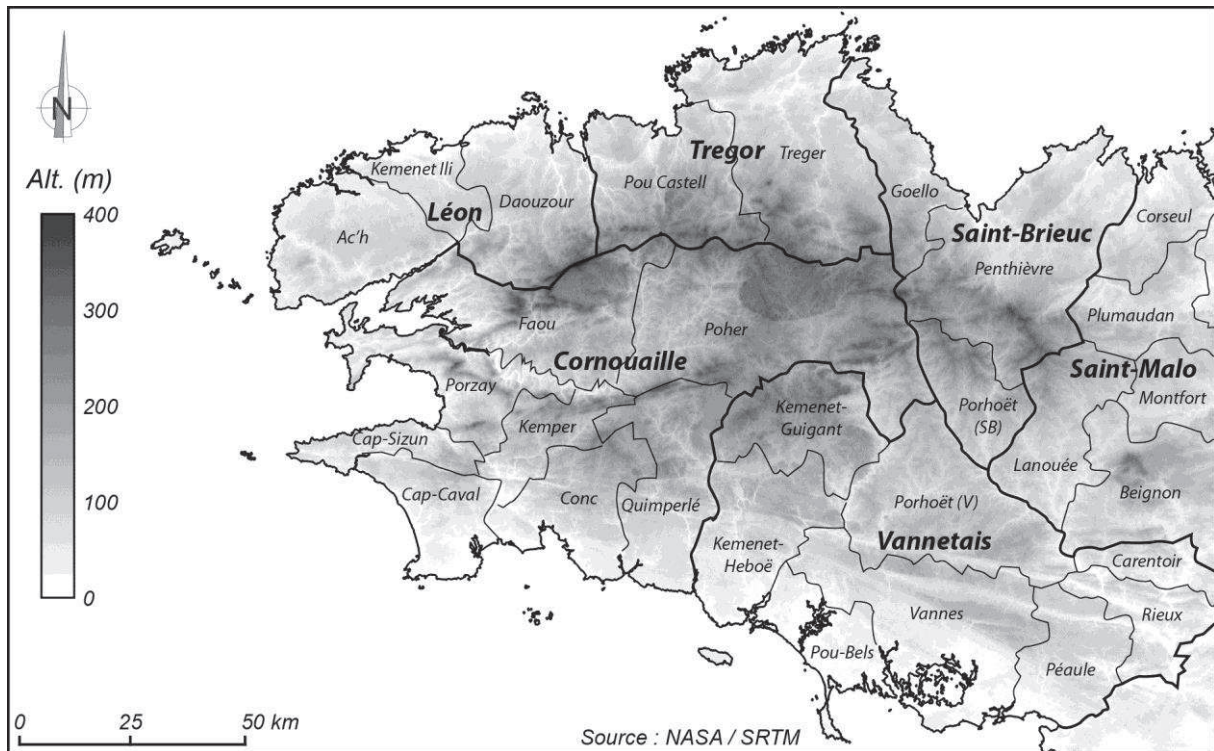 N
Alt. (m)
400
300
200
100
0
Kemenet Ili
Léon
Daouzour
Ac'h
Tregor
Treger
Pou Castell
Goello
Saint-Brieuc
Penthièvre
Corseul
Plumaudan
Saint-Malo
Montfort
Faou
Poher
Cornouaille
Porzay
Kemper
Cap-Sizun
Cap-Caval
Conc
Quimperlé
Kemenet-
Guigant
Porhoët
(SB)
Lanouée
Beignon
Porhoët (V)
Vannetais
Kemenet-
Heboë
Carentoir
Rieux
Vannes
Pou-Bels
Péaule
0 25 50 km
Source : NASA / SRTM